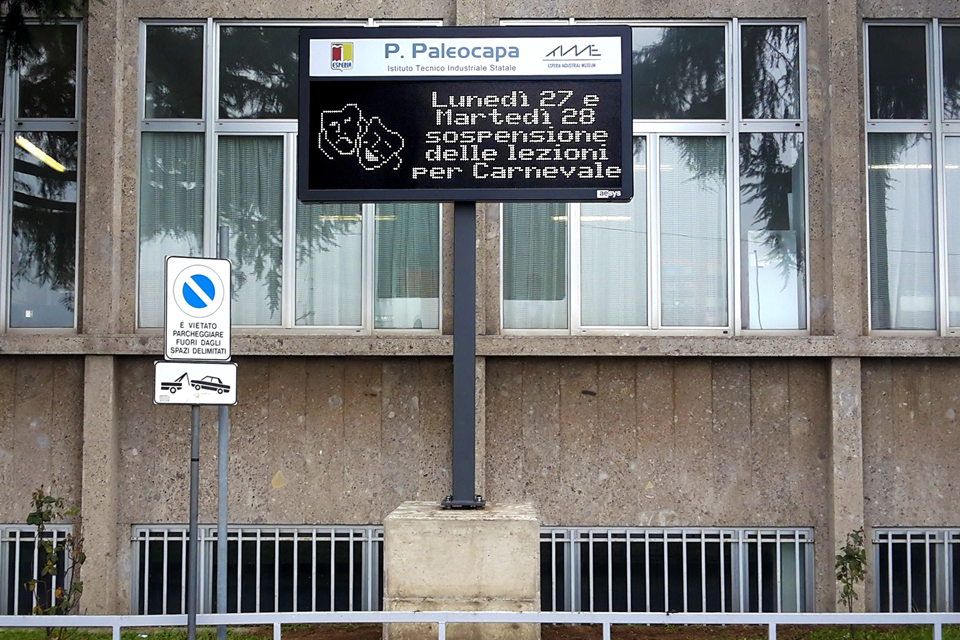 ESPERIA
P. Paleocapa
Istituto Tecnico Industriale Statale
ESPERIA INDUSTRIAL MUSEUM
Lunedì 27 e
Martedì 28
sospensione
delle lezioni
per Carnevale
aesys
È VIETATO
PARCHEGGIARE
FUORI DAGLI
SPAZI DELIMITATI